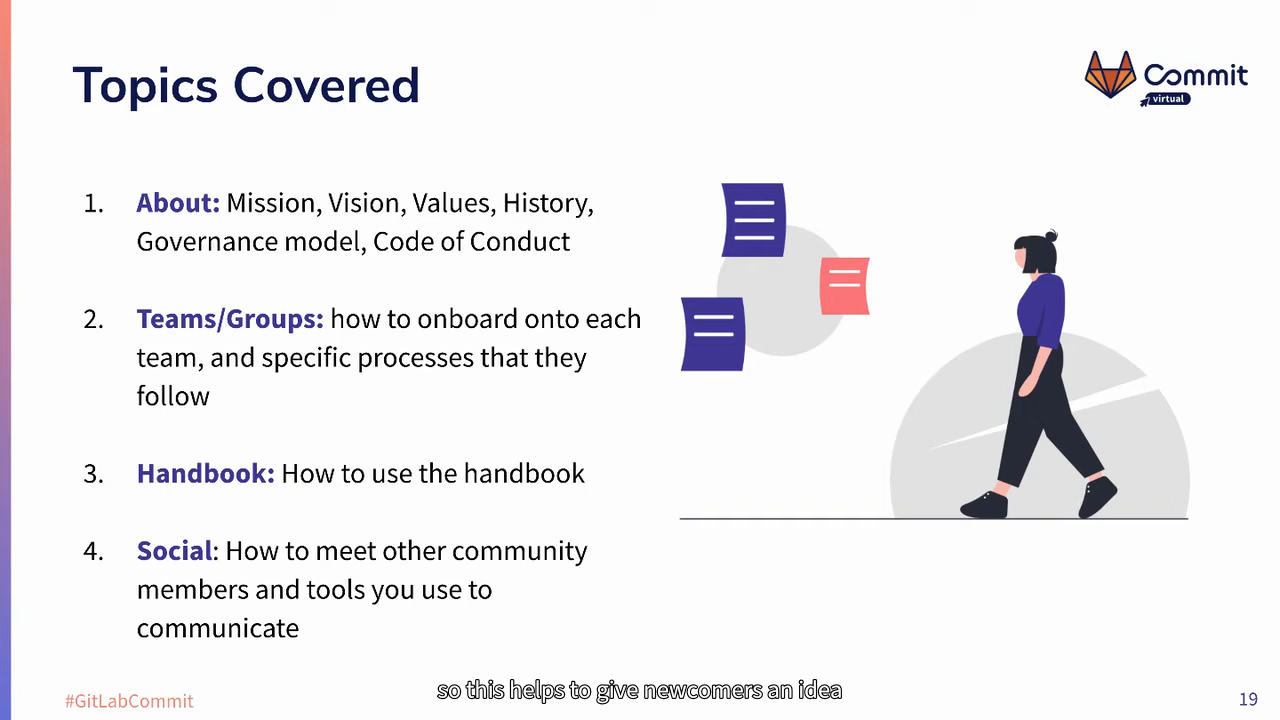 Topics Covered
Commit
virtual
1. About: Mission, Vision, Values, History,
Governance model, Code of Conduct
2. Teams/Groups: how to onboard onto each
team, and specific processes that they
follow
3. Handbook: How to use the handbook
4. Social: How to meet other community
members and tools you use to
communicate
so this helps to give newcomers an idea
#GitLabCommit
19